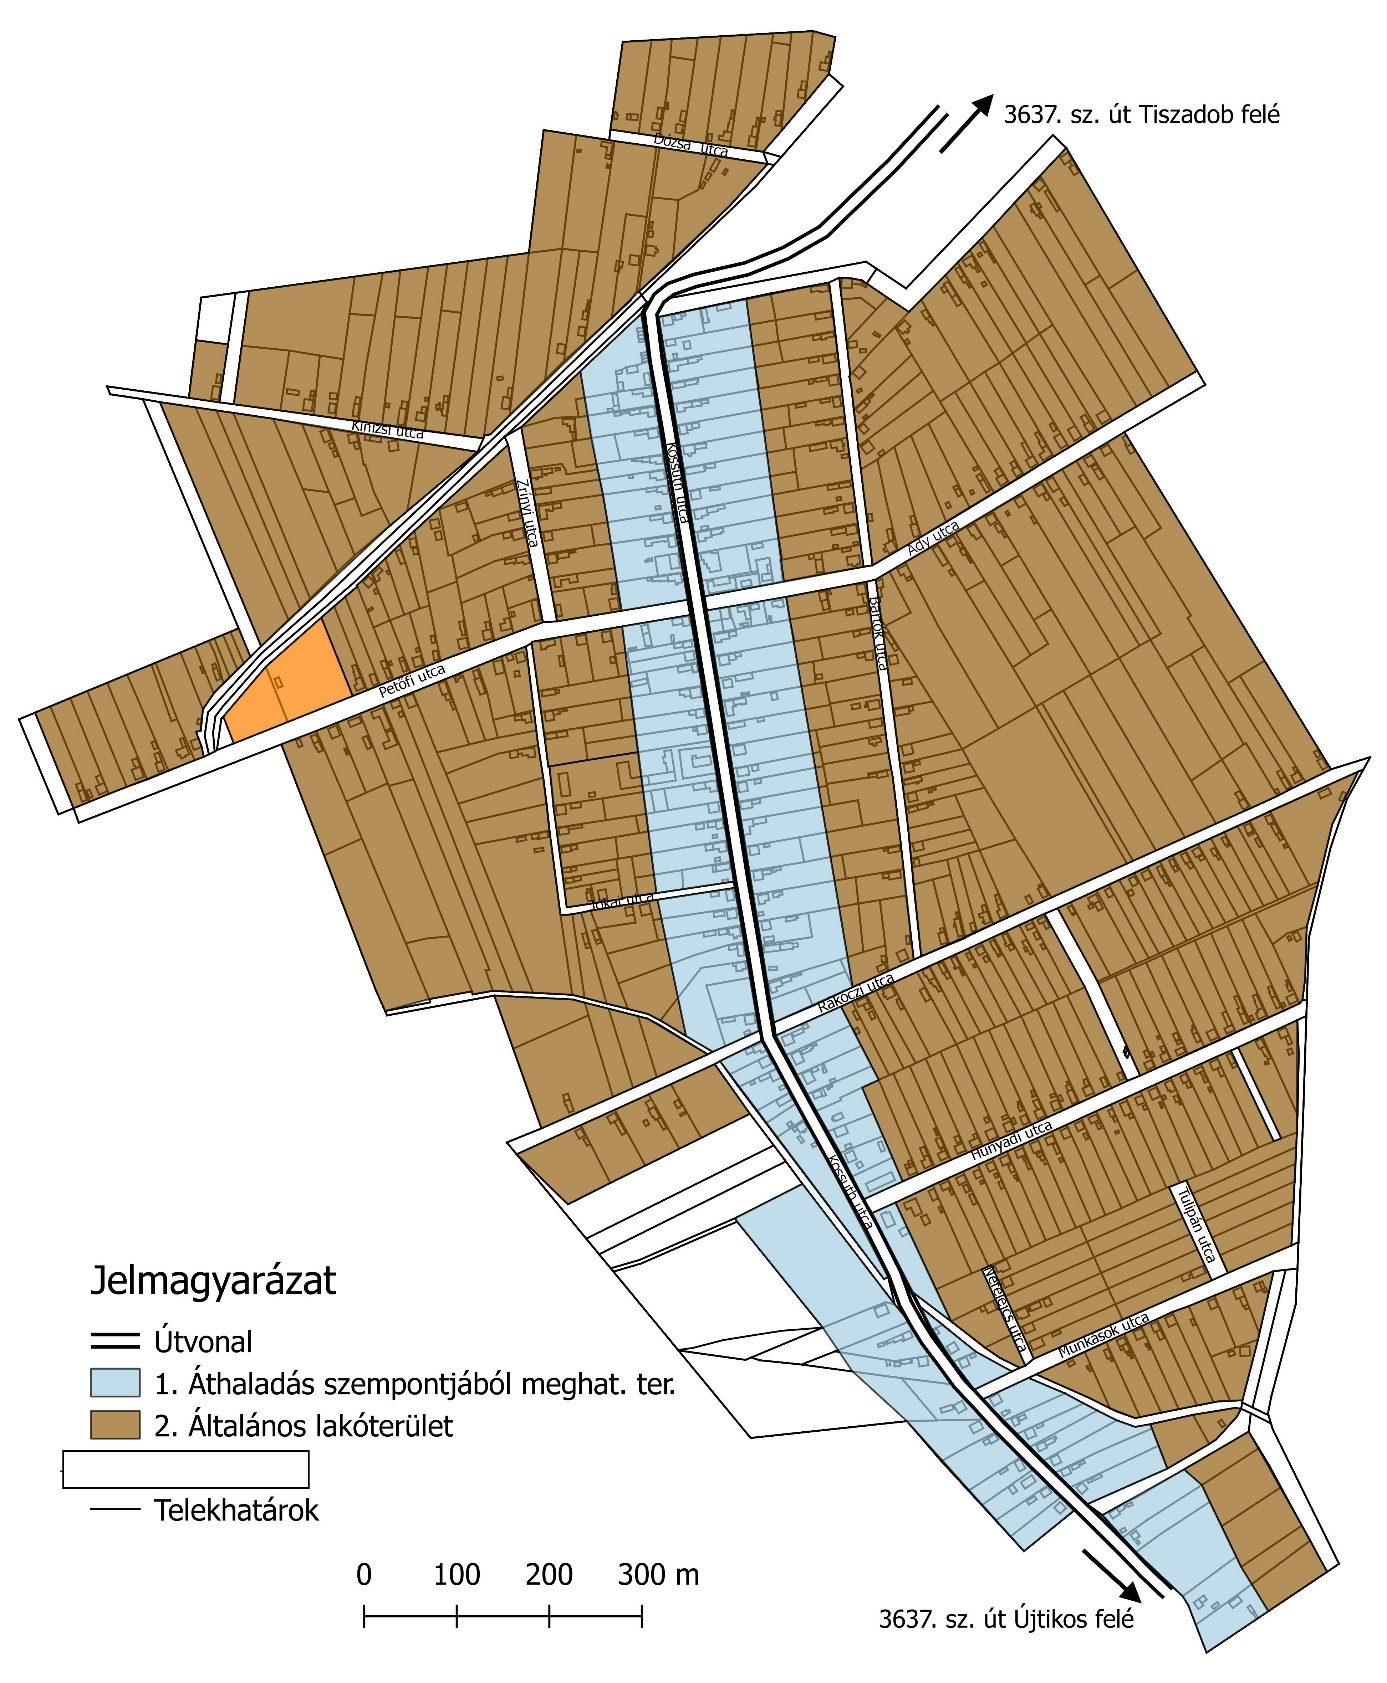 3637. sz. út Tiszadob felé
Dózsa utca
Kinizsi utca
Zrínyi utca
Kossuth utca
Ady utca
Bartók utca
Petőfi utca
Jókai utca
Rákóczi utca
Hunyadi utca
Kossuth utca
Tulipán utca
Nefelejcs utca
Munkások utca
Jelmagyarázat
Útvonal
1. Áthaladás szempontjából meghat. ter.
2. Általános lakóterület
Telekhatárok
0 100 200 300 m
3637. sz. út Újtikos felé